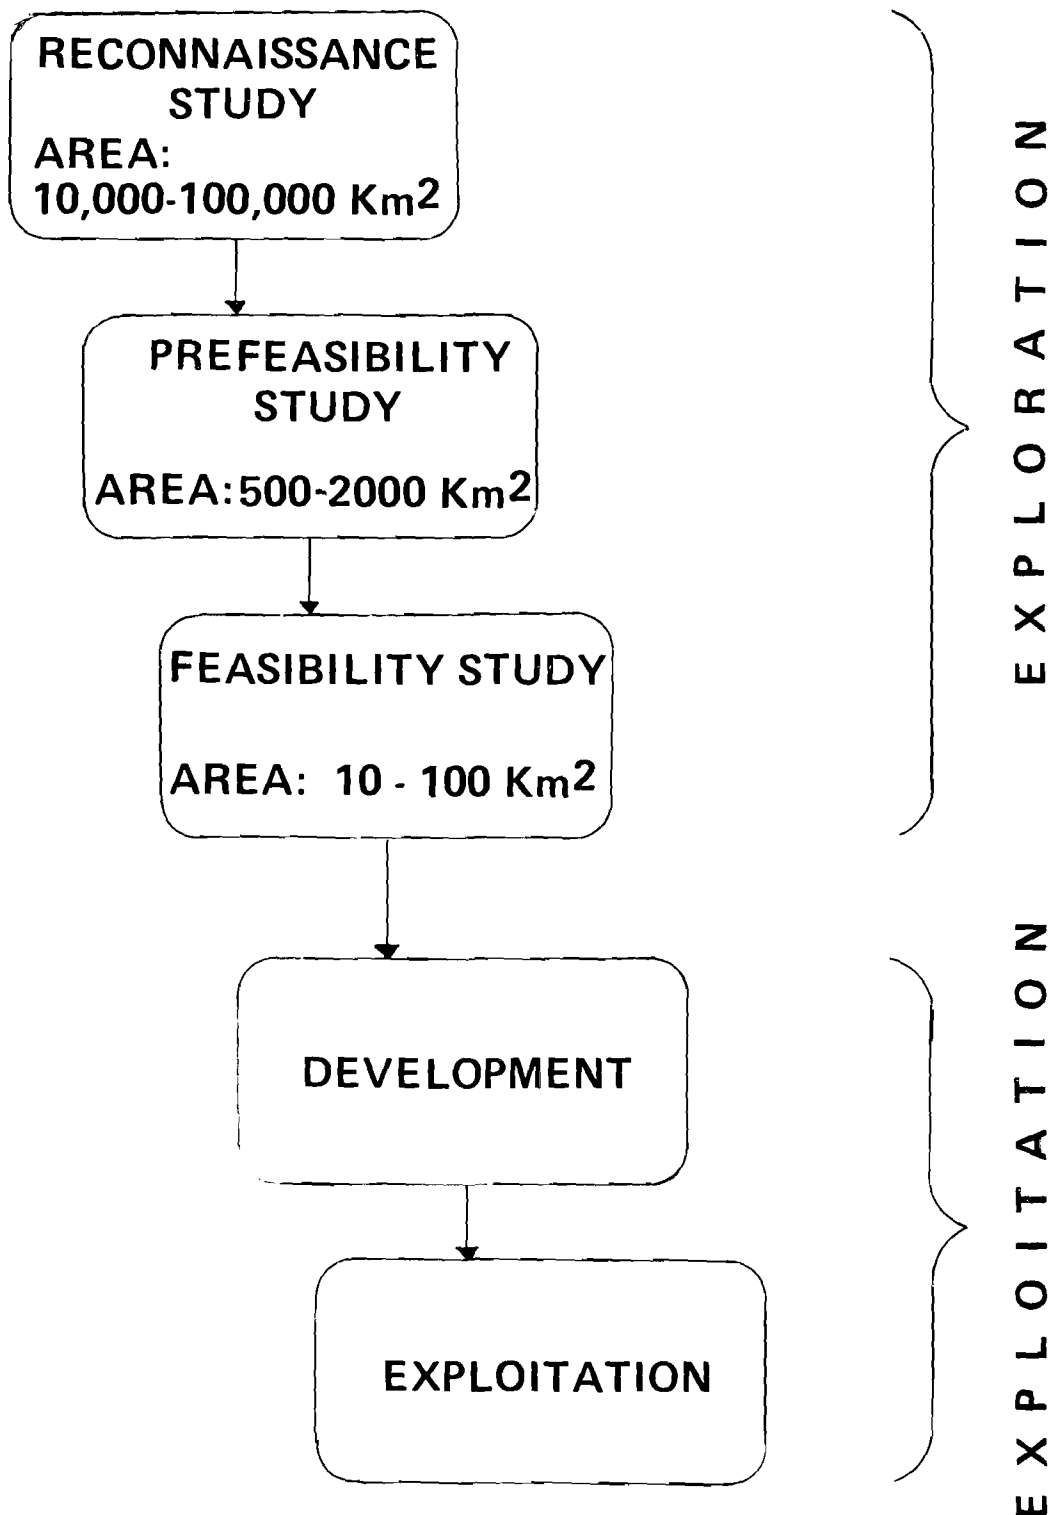 RECONNAISSANCE
STUDY
AREA:
10,000-100,000 Km2
PREFEASIBILITY
STUDY
AREA: 500-2000 Km2
FEASIBILITY STUDY
AREA: 10 - 100 Km2
DEVELOPMENT
EXPLOITATION
EXPLORATION
EXPLOITATION